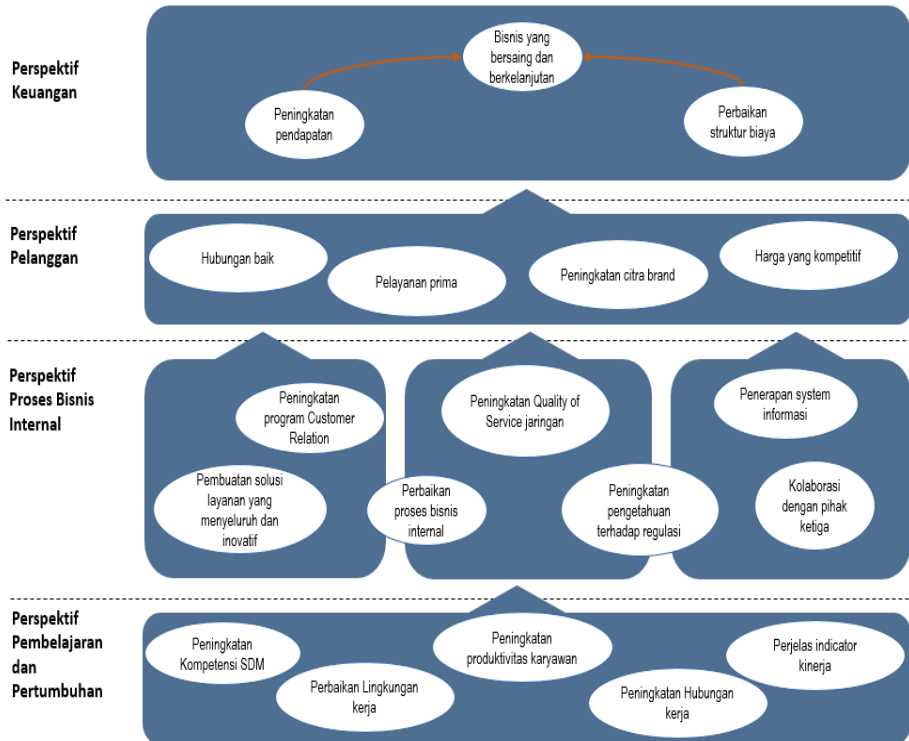 Perspektif
Keuangan
Bisnis yang
bersaing dan
berkelanjutan
Peningkatan
pendapatan
Perbaikan
struktur biaya
Perspektif
Pelanggan
Hubungan baik
Pelayanan prima
Peningkatan citra brand
Harga yang kompetitif
Perspektif
Proses Bisnis
Internal
Peningkatan
program Customer
Relation
Pembuatan solusi
layanan yang
menyeluruh dan
inovatif
Perbaikan
proses bisnis
internal
Peningkatan Quality of
Service jaringan
Peningkatan
pengetahuan
terhadap regulasi
Penerapan system
informasi
Kolaborasi
dengan pihak
ketiga
Perspektif
Pembelajaran
dan
Pertumbuhan
Peningkatan
Kompetensi SDM
Perbaikan Lingkungan
kerja
Peningkatan
produktivitas karyawan
Peningkatan Hubungan
kerja
Perjelas indicator
kinerja